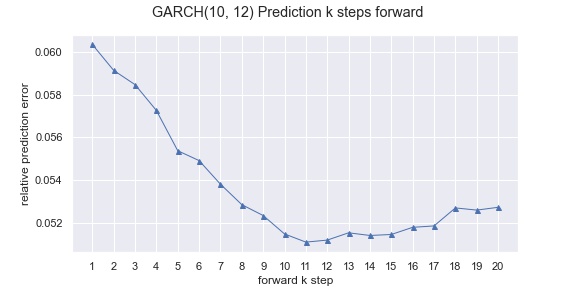 GARCH(10, 12) Prediction k steps forward
relative prediction error
0.060
0.058
0.056
0.054
0.052
1 2 3 4 5 6 7 8 9 10 11 12 13 14 15 16 17 18 19 20
forward k step